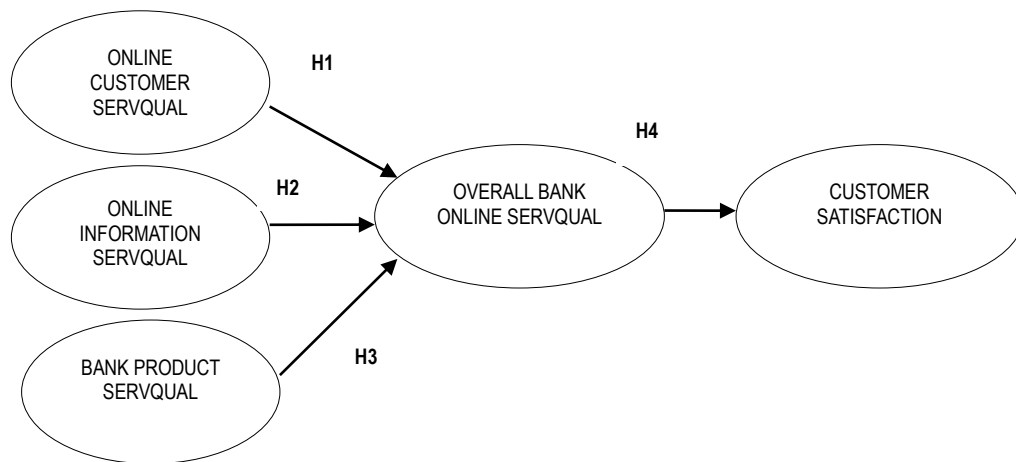 ONLINE
CUSTOMER
SERVQUAL
H1
H4
H2
ONLINE
INFORMATION
SERVQUAL
OVERALL BANK
ONLINE SERVQUAL
CUSTOMER
SATISFACTION
H3
BANK PRODUCT
SERVQUAL